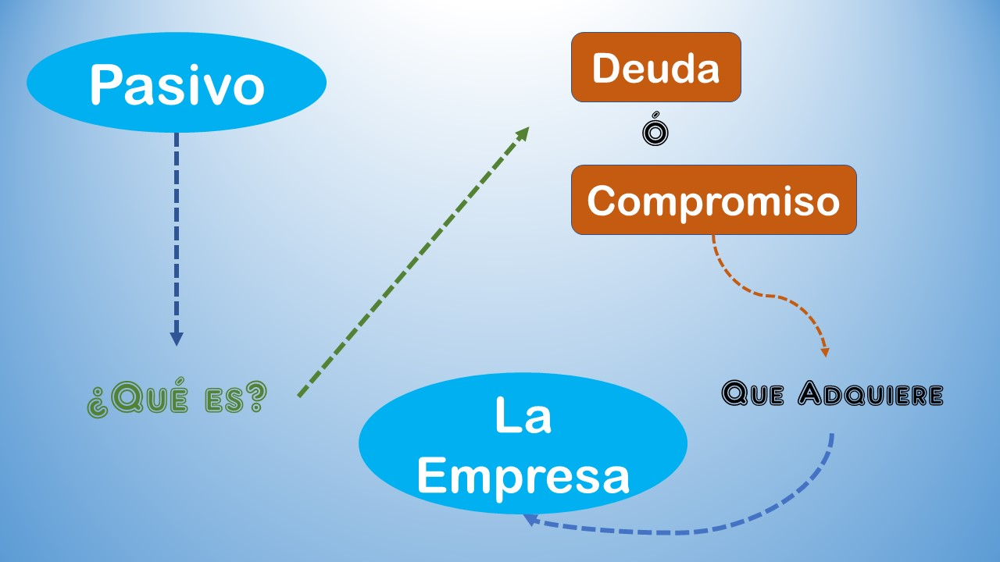 Pasivo
¿Qué es?
Deuda
Ó
Compromiso
Que Adquiere
La
Empresa